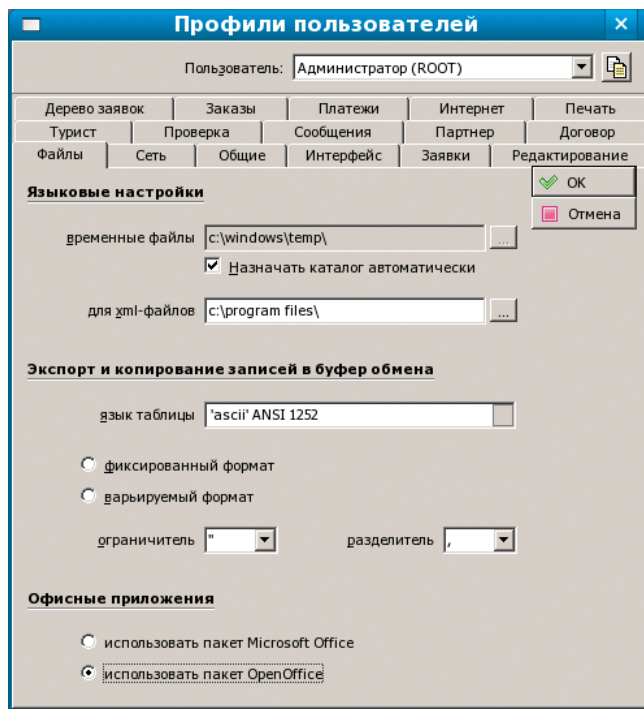 Профили пользователей
Пользователь: Администратор (ROOT)
Дерево заявок Заказы Платежи Интернет Печать
Турист Проверка Сообщения Партнер Договор
Файлы Сеть Общие Интерфейс Заявки Редактирование
OK
Отмена
Языковые настройки
временные файлы c:\windows\temp\ ...
Назначать каталог автоматически
для xml-файлов c:\program files\ ...
Экспорт и копирование записей в буфер обмена
язык таблицы 'ascii' ANSI 1252
фиксированный формат
варьируемый формат
ограничитель " разделитель ,
Офисные приложения
использовать пакет Microsoft Office
использовать пакет OpenOffice